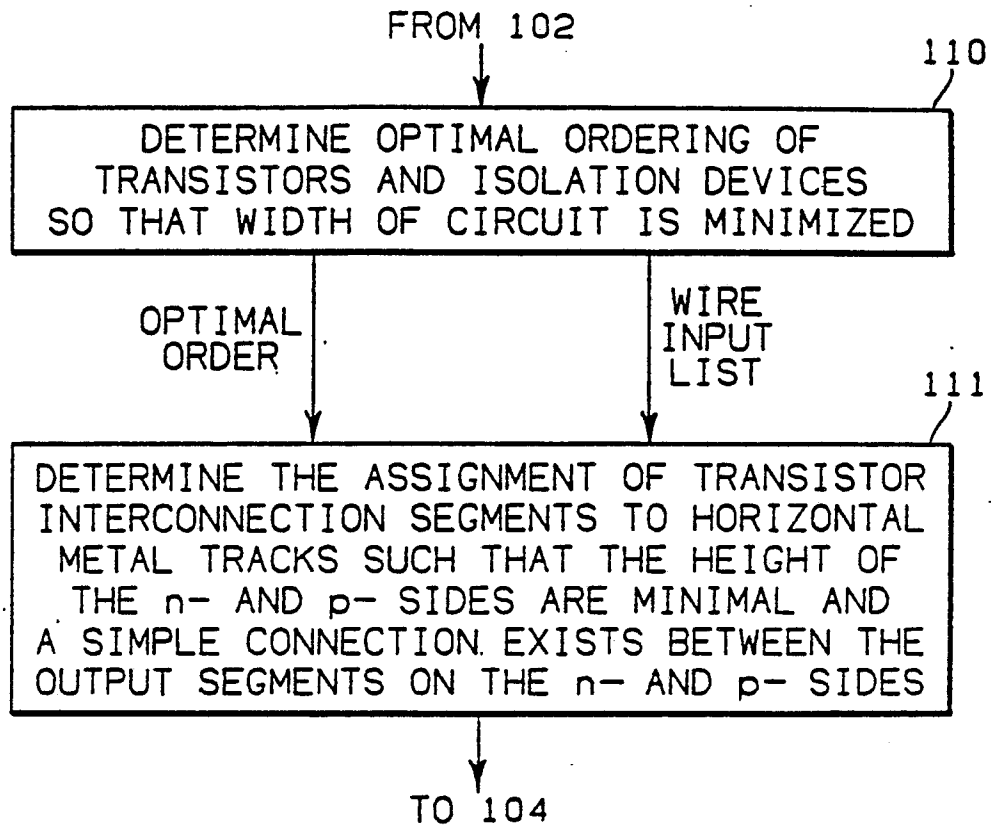 FROM 102
110
DETERMINE OPTIMAL ORDERING OF
TRANSISTORS AND ISOLATION DEVICES
SO THAT WIDTH OF CIRCUIT IS MINIMIZED
OPTIMAL
ORDER
WIRE
INPUT
LIST
111
DETERMINE THE ASSIGNMENT OF TRANSISTOR
INTERCONNECTION SEGMENTS TO HORIZONTAL
METAL TRACKS SUCH THAT THE HEIGHT OF
THE n- AND p- SIDES ARE MINIMAL AND
A SIMPLE CONNECTION EXISTS BETWEEN THE
OUTPUT SEGMENTS ON THE n- AND p- SIDES
TO 104